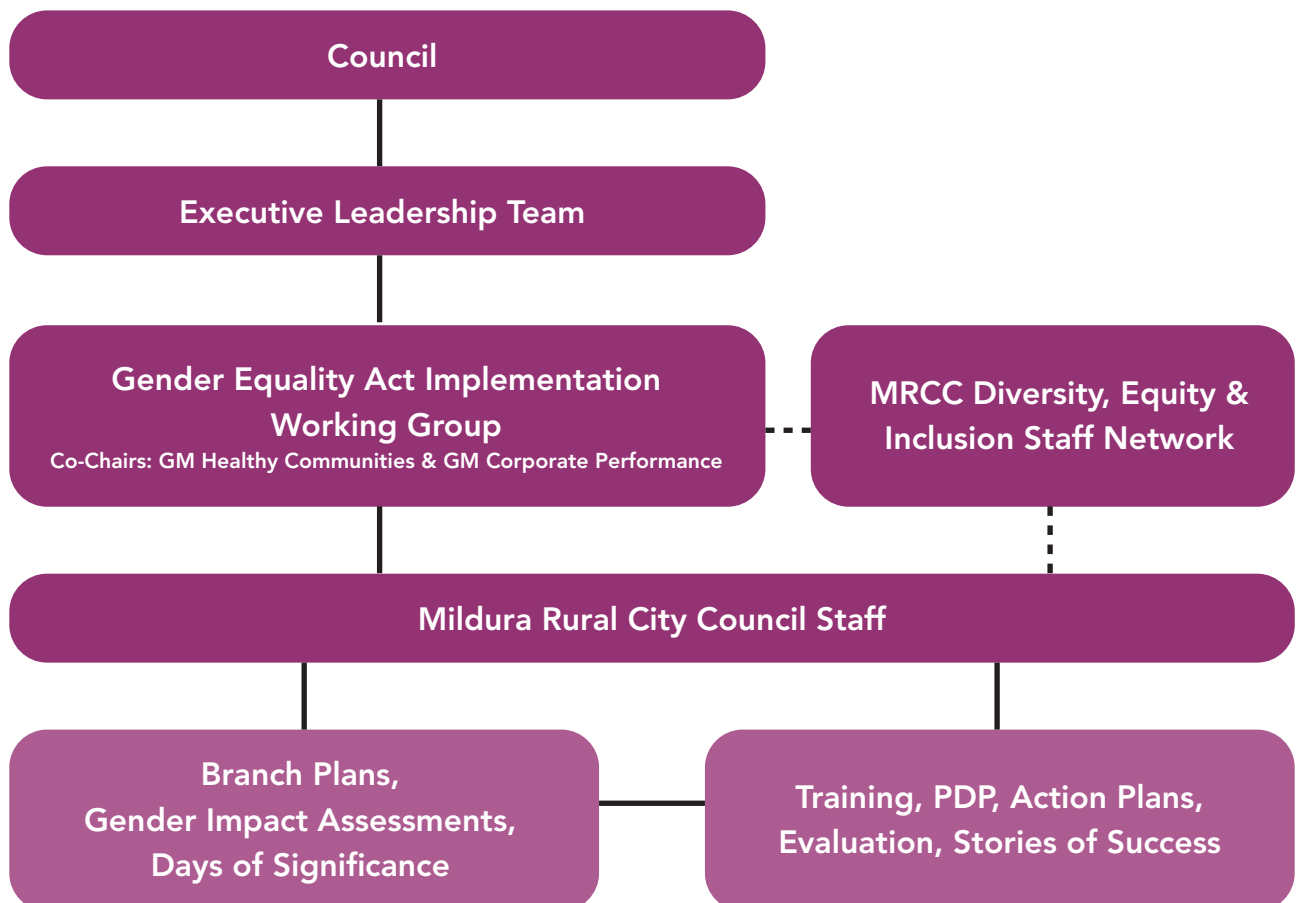 Council
Executive Leadership Team
Gender Equality Act Implementation
Working Group
Co-Chairs: GM Healthy Communities & GM Corporate Performance
MRCC Diversity, Equity &
Inclusion Staff Network
Mildura Rural City Council Staff
Branch Plans,
Gender Impact Assessments,
Days of Significance
Training, PDP, Action Plans,
Evaluation, Stories of Success